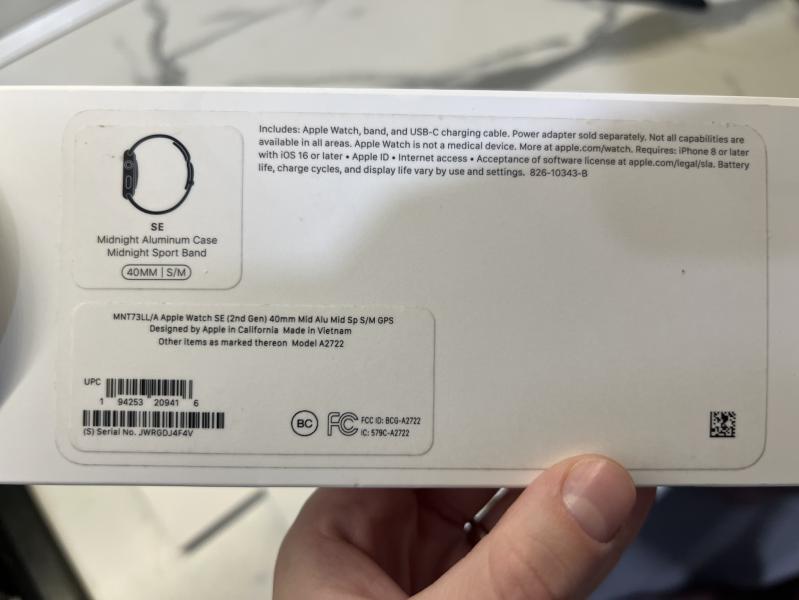 Includes: Apple Watch, band, and USB-C charging cable. Power adapter sold separately. Not all capabilities are
available in all areas. Apple Watch is not a medical device. More at apple.com/watch. Requires: iPhone 8 or later
with iOS 16 or later • Apple ID • Internet access • Acceptance of software license at apple.com/legal/sla. Battery
life, charge cycles, and display life vary by use and settings. 826-10343-B
SE
Midnight Aluminum Case
Midnight Sport Band
40MM | S/M
MNT73LL/A Apple Watch SE (2nd Gen) 40mm Mid Alu Mid Sp S/M GPS
Designed by Apple in California Made in Vietnam
Other items as marked thereon Model A2722
UPC
1 94253 20941 6
(S) Serial No. JWRGDJ4F4V
BC
FC
FCC ID: BCG-A2722
IC: 579C-A2722